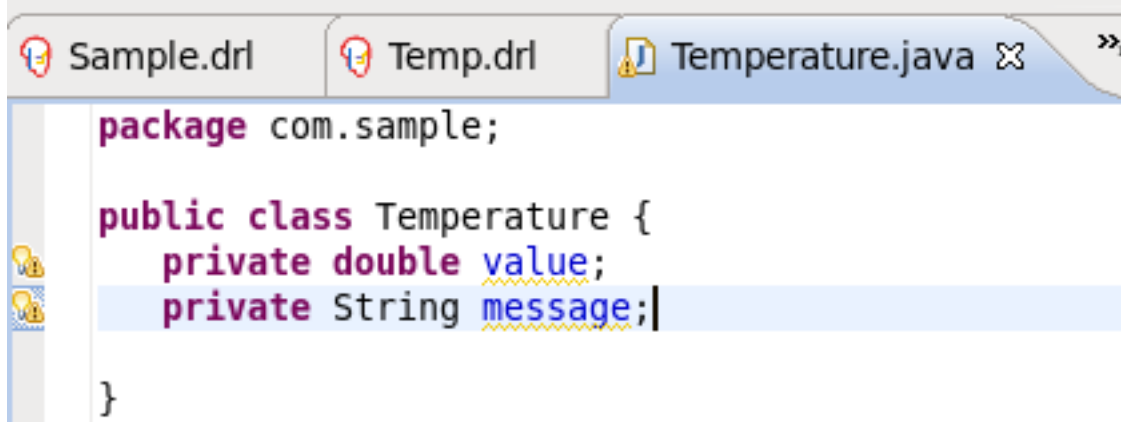 Sample.drl Temp.drl Temperature.java »
package com.sample;
public class Temperature {
private double value;
private String message;
}